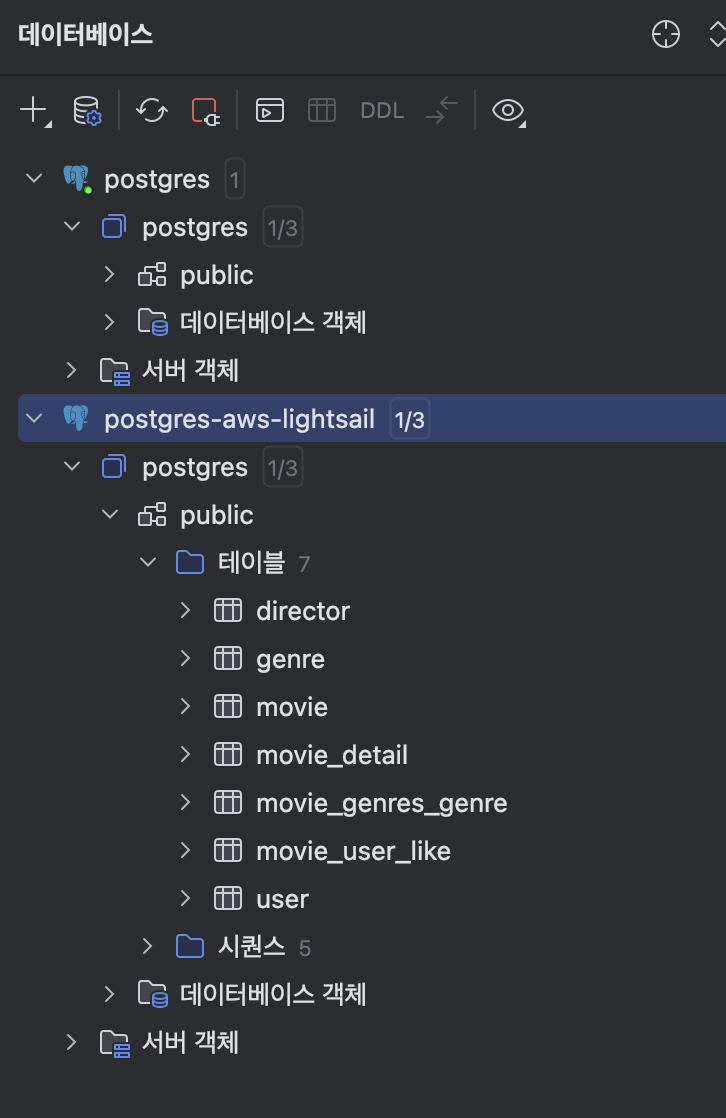 데이터베이스
DDL
postgres 1
postgres 1/3
public
데이터베이스 객체
서버 객체
postgres-aws-lightsail 1/3
postgres 1/3
public
테이블 7
director
genre
movie
movie_detail
movie_genres_genre
movie_user_like
user
시퀀스 5
데이터베이스 객체
서버 객체